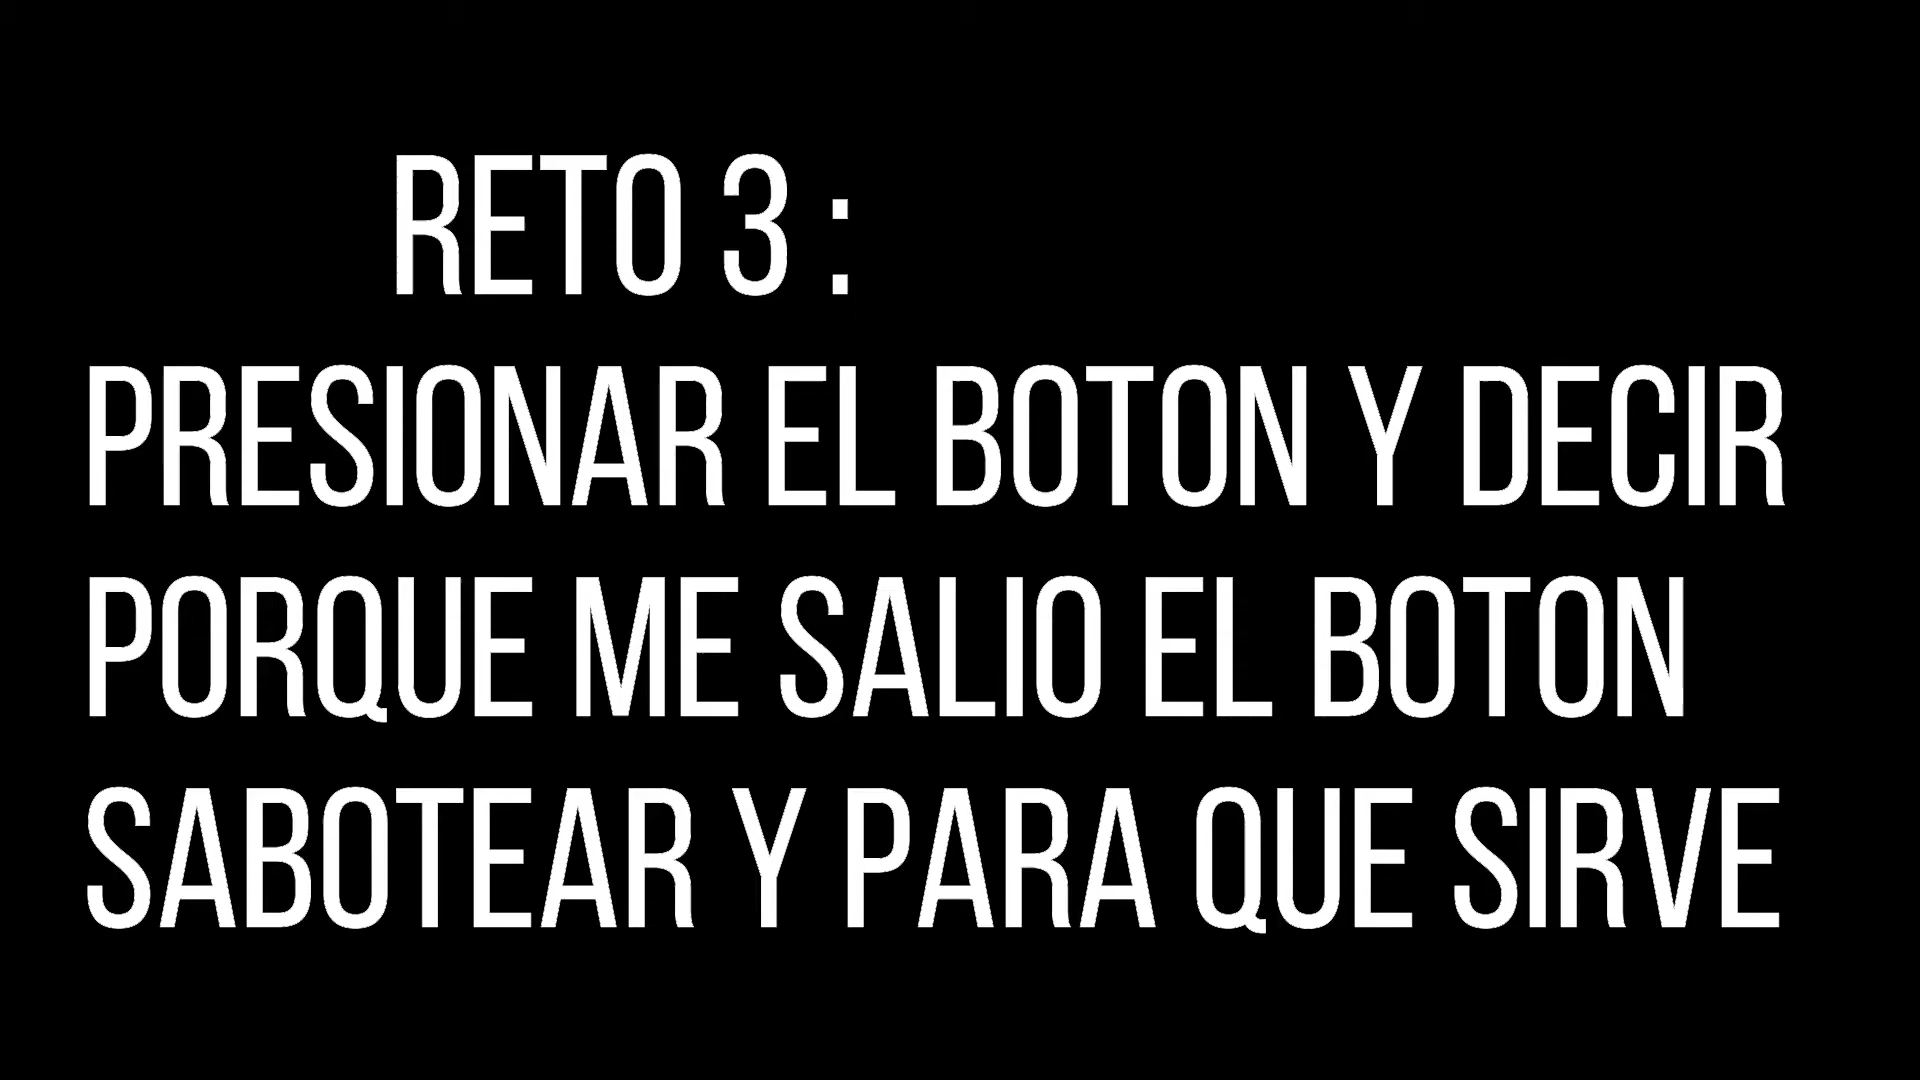 RETO 3 :
PRESIONAR EL BOTON Y DECIR
PORQUE ME SALIO EL BOTON
SABOTEAR Y PARA QUE SIRVE